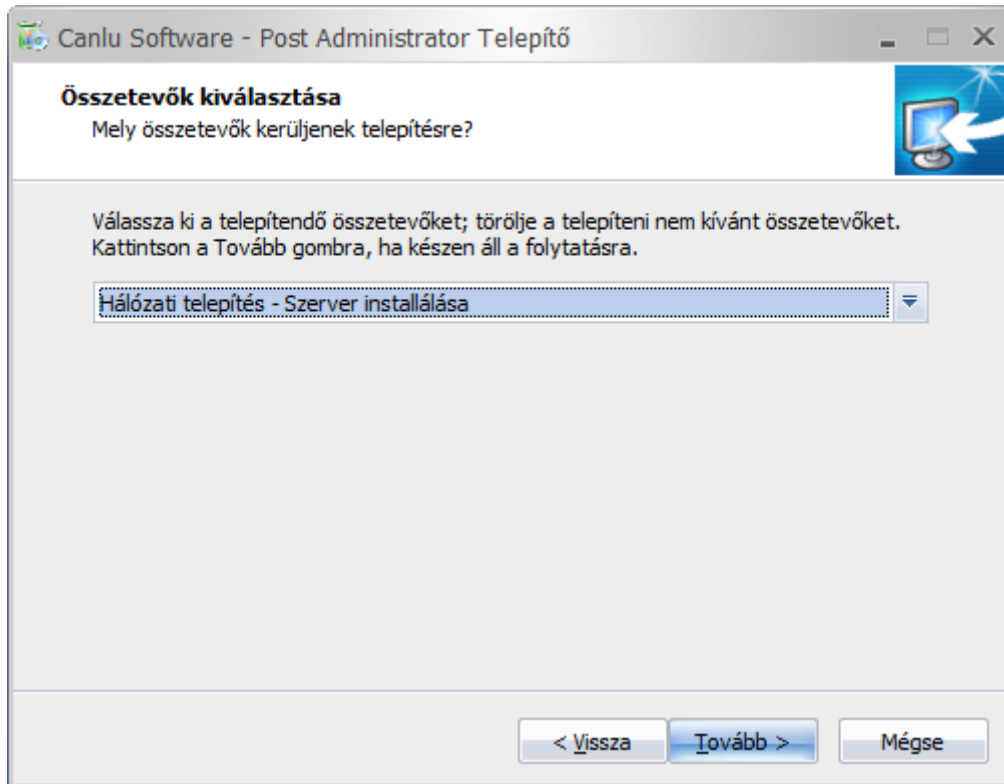 Canlu Software - Post Administrator Telepítő
Összetevők kiválasztása
Mely összetevők kerüljenek telepítésre?
Válassza ki a telepítendő összetevőket; törölje a telepíteni nem kívánt összetevőket.
Kattintson a Tovább gombra, ha készen áll a folytatásra.
Hálózati telepítés - Szerver installálása
< Vissza
Tovább >
Mégse